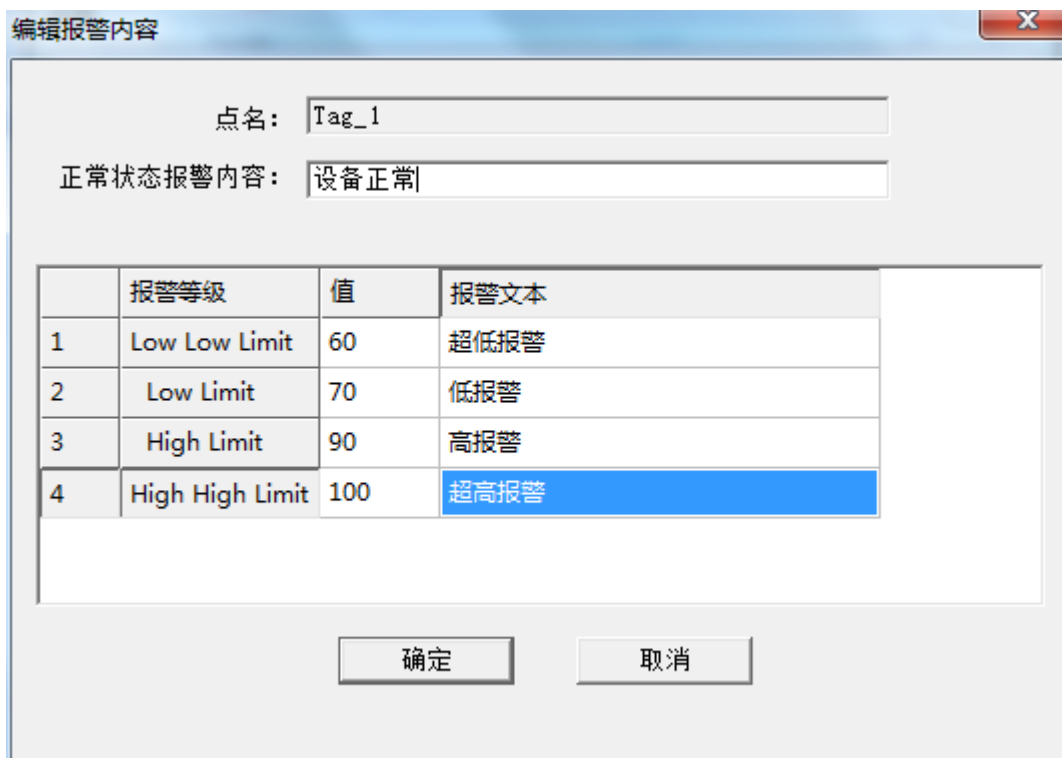 编辑报警内容
点名： Tag_1
正常状态报警内容： 设备正常
报警等级 值 报警文本
1 Low Low Limit 60 超低报警
2 Low Limit 70 低报警
3 High Limit 90 高报警
4 High High Limit 100 超高报警
确定 取消